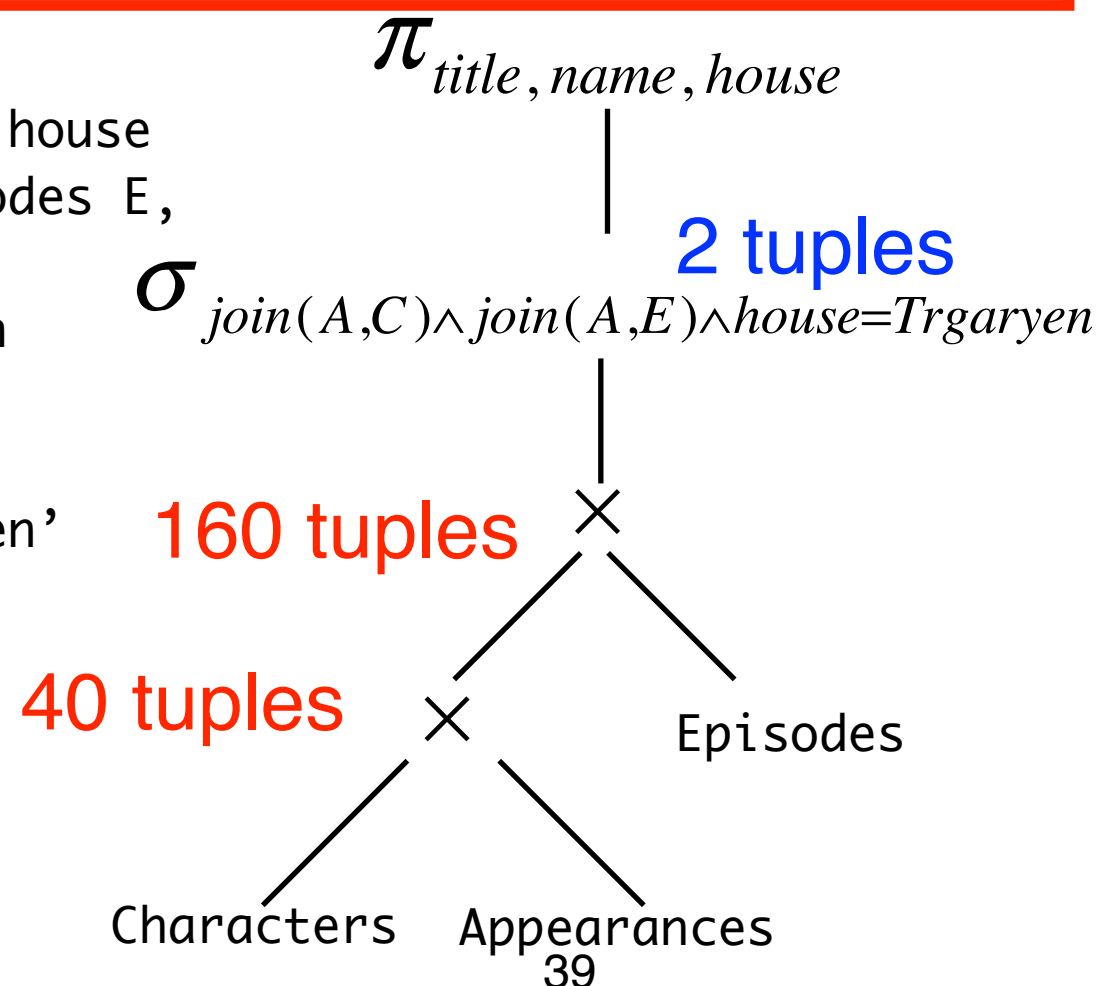 π title, name, house
house
odes E,
2 tuples
σ join(A,C)∧join(A,E)∧house=Trgaryen
n
en’
160 tuples
×
40 tuples
×
Episodes
Characters
Appearances
39